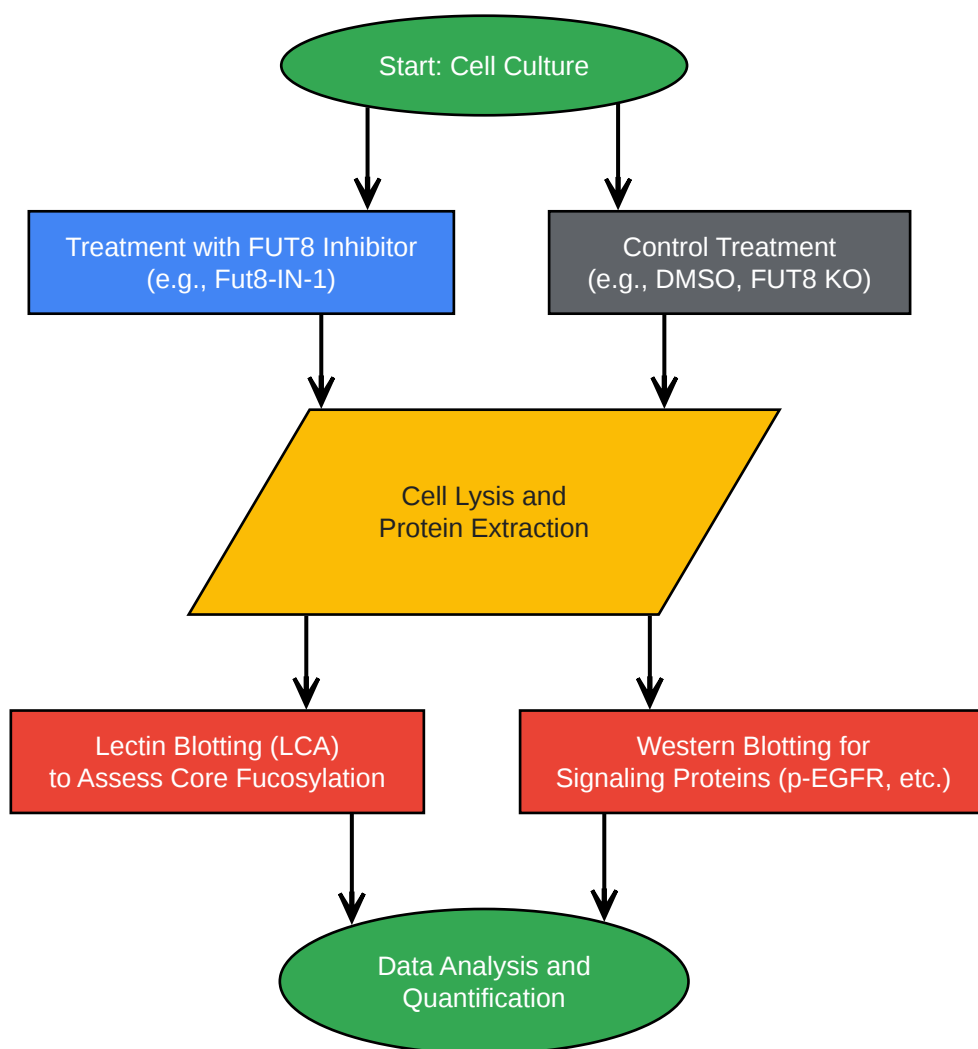 Start: Cell Culture
Treatment with FUT8 Inhibitor
(e.g., Fut8-IN-1)
Control Treatment
(e.g., DMSO, FUT8 KO)
Cell Lysis and
Protein Extraction
Lectin Blotting (LCA)
to Assess Core Fucosylation
Western Blotting for
Signaling Proteins (p-EGFR, etc.)
Data Analysis and
Quantification